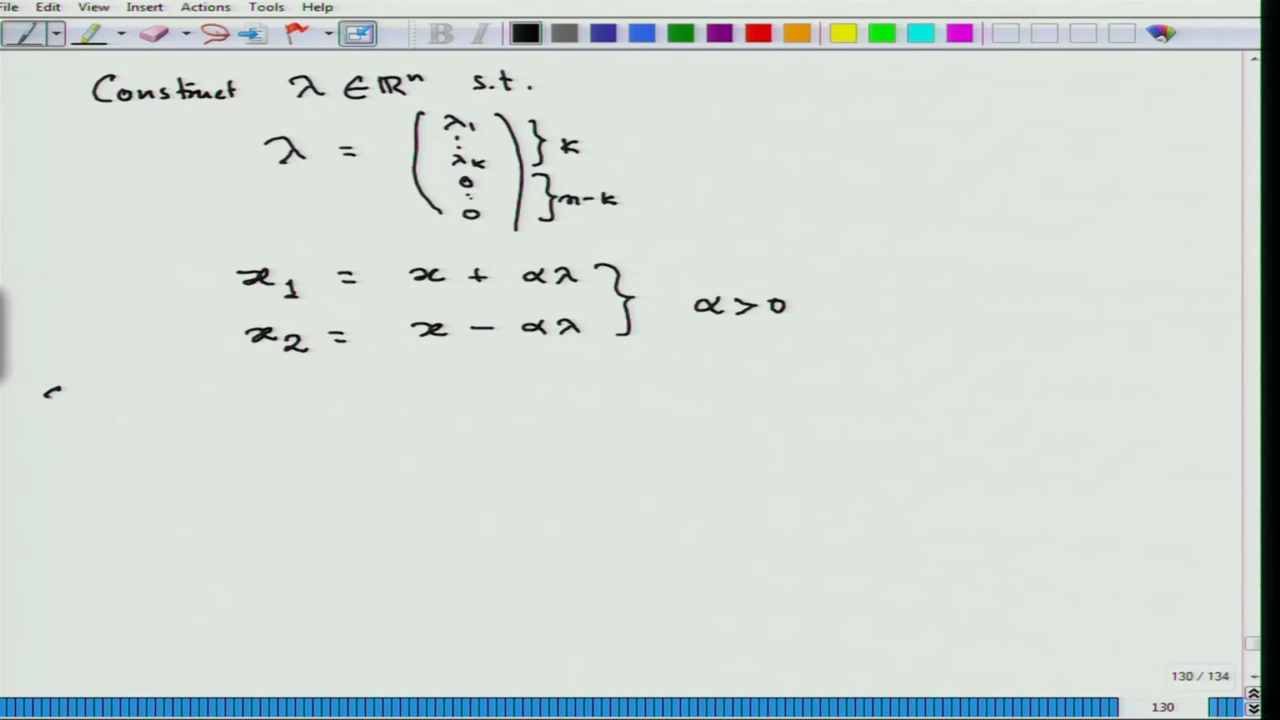 File Edit View Insert Actions Tools Help
B I
Construct λ ∈ ℝⁿ s.t.
λ = ( λ₁ ⋮ λₖ 0 ⋮ 0 ) } k } n-k
x₁ = x + αλ
x₂ = x - αλ } α > 0
130 / 134
130